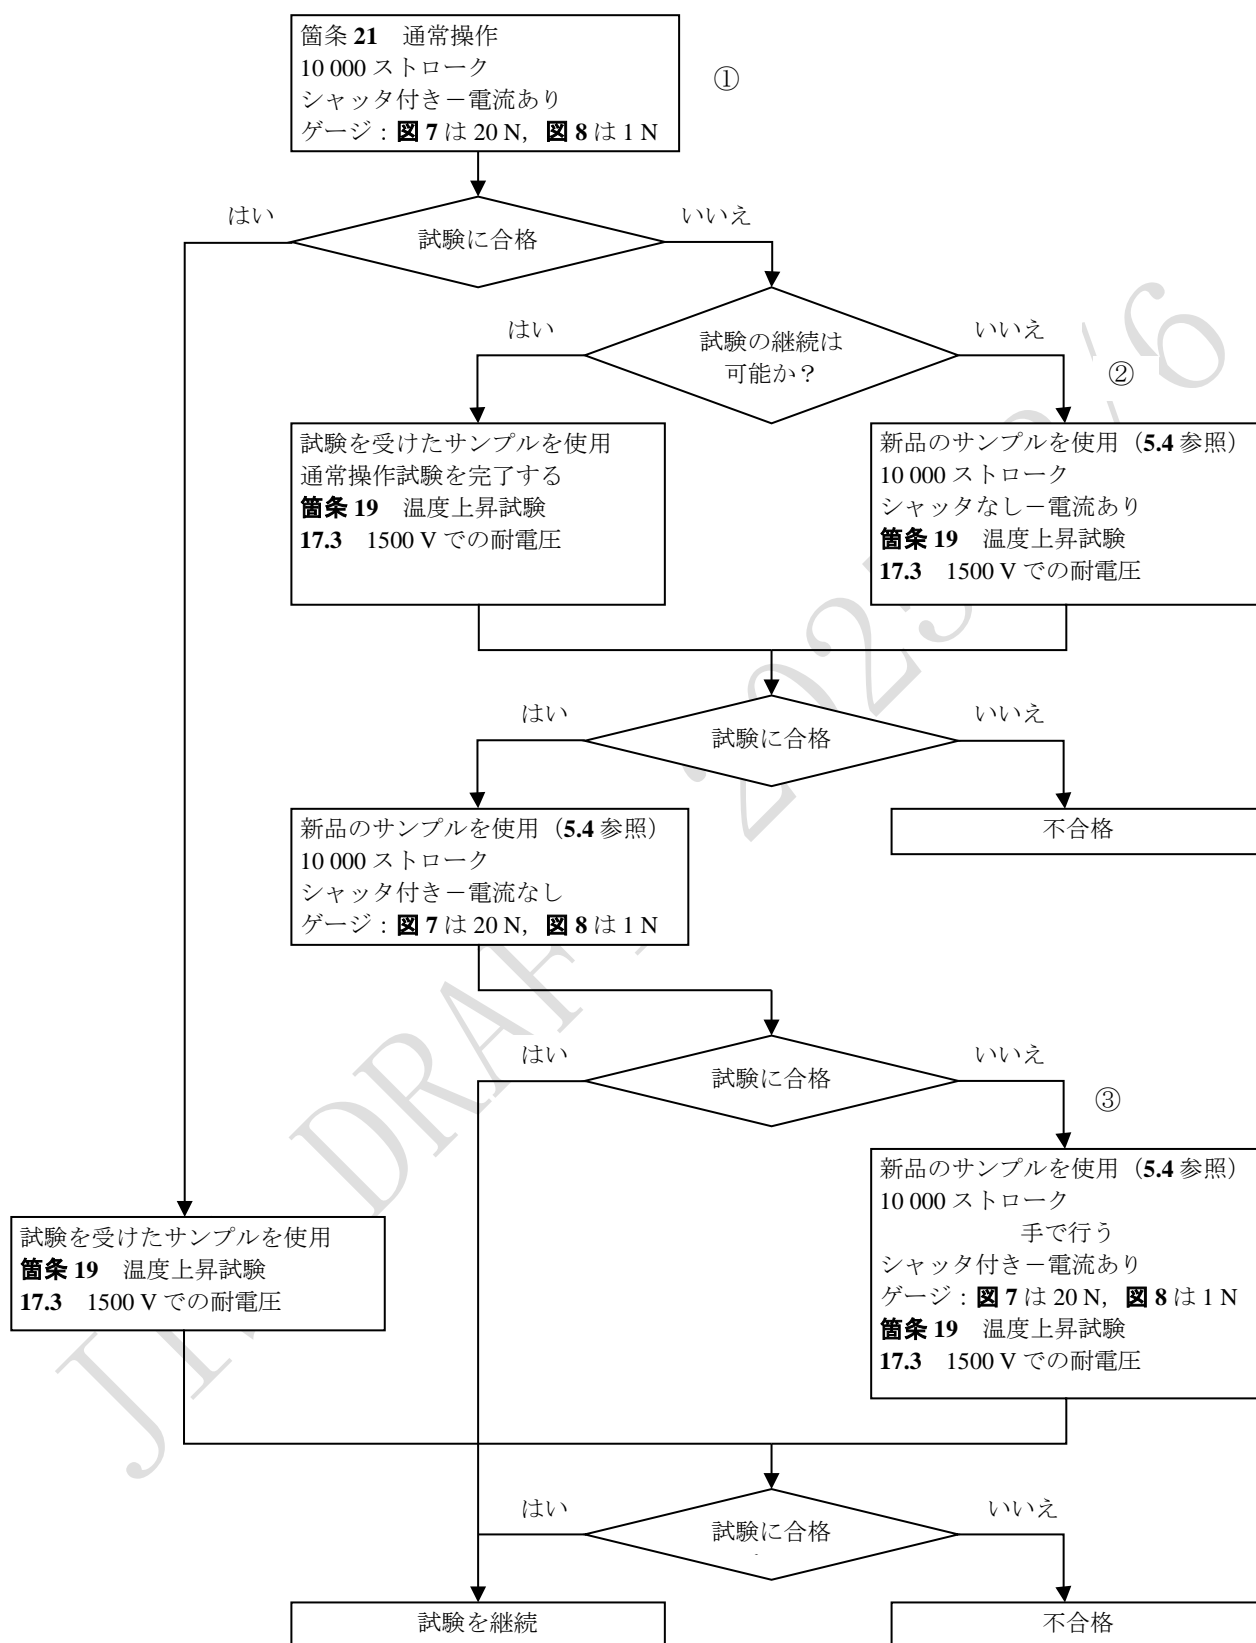 箇条 21　通常操作
10 000 ストローク
シャッタ付き－電流あり
ゲージ：図 7 は 20 N，図 8 は 1 N
①
はい
いいえ
試験に合格
はい
いいえ
試験の継続は
可能か？
②
試験を受けたサンプルを使用
通常操作試験を完了する
箇条 19　温度上昇試験
17.3　1500 V での耐電圧
新品のサンプルを使用（5.4 参照）
10 000 ストローク
シャッタなし－電流あり
箇条 19　温度上昇試験
17.3　1500 V での耐電圧
はい
いいえ
試験に合格
新品のサンプルを使用（5.4 参照）
10 000 ストローク
シャッタ付き－電流なし
ゲージ：図 7 は 20 N，図 8 は 1 N
不合格
はい
いいえ
試験に合格
③
新品のサンプルを使用（5.4 参照）
10 000 ストローク
手で行う
シャッタ付き－電流あり
ゲージ：図 7 は 20 N，図 8 は 1 N
箇条 19　温度上昇試験
17.3　1500 V での耐電圧
試験を受けたサンプルを使用
箇条 19　温度上昇試験
17.3　1500 V での耐電圧
はい
いいえ
試験に合格
試験を継続
不合格